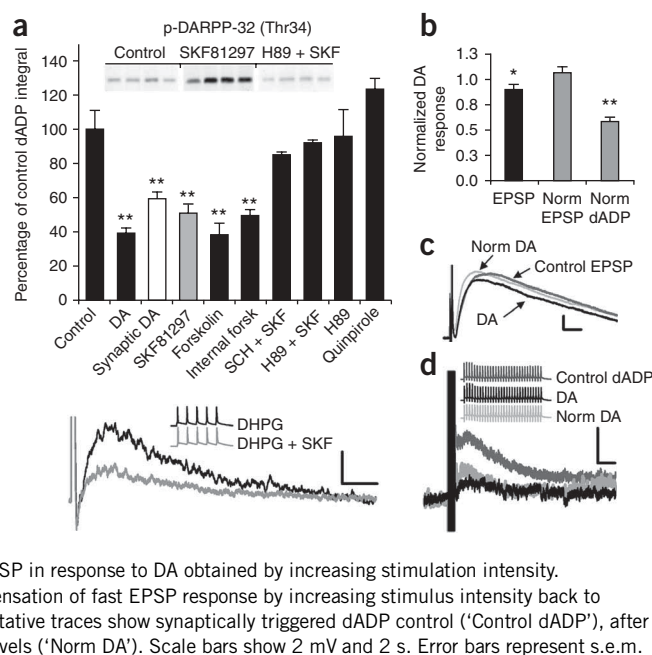 a
p-DARPP-32 (Thr34)
Control SKF81297 H89 + SKF
Percentage of control dADP integral
140
120
100
80
60
40
20
0
** ** ** ** **
Control
DA
Synaptic DA
SKF81297
Forskolin
Internal forsk
SCH + SKF
H89 + SKF
H89
Quinpirole
DHPG
DHPG + SKF
b
Normalized DA
response
1.3
1.0
0.8
0.5
0.3
0.0
*
**
EPSP Norm Norm
EPSP dADP
c
Norm DA
Control EPSP
DA
d
Control dADP
DA
Norm DA
SP in response to DA obtained by increasing stimulation intensity.
ensation of fast EPSP response by increasing stimulus intensity back to
tative traces show synaptically triggered dADP control (‘Control dADP’), after
vels (‘Norm DA’). Scale bars show 2 mV and 2 s. Error bars represent s.e.m.